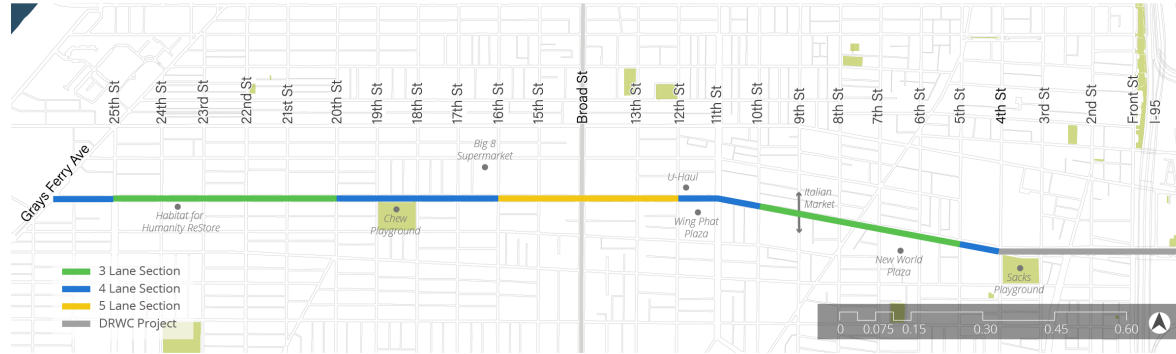 25th St
24th St
23rd St
22nd St
21st St
20th St
19th St
18th St
17th St
16th St
15th St
Broad St
13th St
12th St
11th St
10th St
9th St
8th St
7th St
6th St
5th St
4th St
3rd St
2nd St
Front St
I-95
Grays Ferry Ave
Big 8
Supermarket
U-Haul
Italian
Market
Habitat for
Humanity ReStore
Chew
Playground
Wing Phat
Plaza
New World
Plaza
Sacks
Playground
3 Lane Section
4 Lane Section
5 Lane Section
DRWC Project
0 0.075 0.15 0.30 0.45 0.60